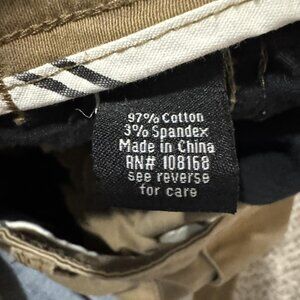 97% Cotton
3% Spandex
Made in China
RN# 108168
see reverse
for care